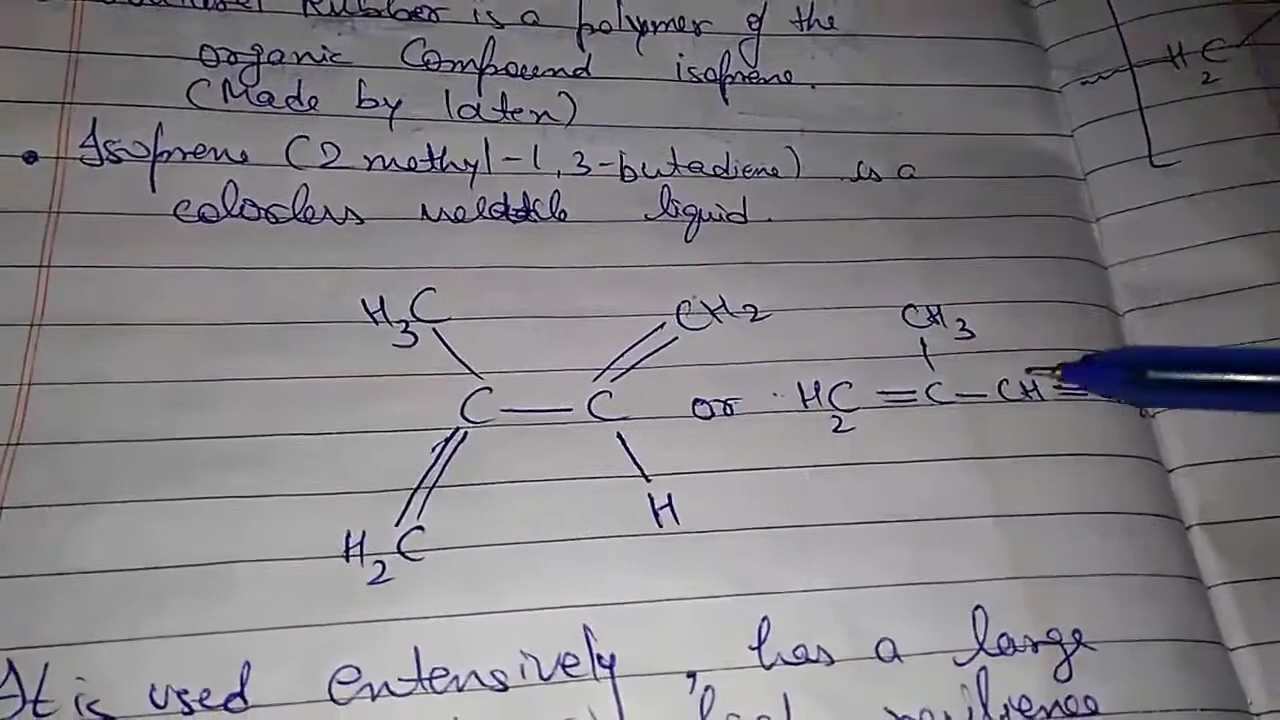 Rubber is a polymer of the
organic Compound isoprene.
(Made by latex)
• Isoprene (2 methyl-1,3-butadiene) is a
colorless liquid.
H3C CH2
C — C
H2C H
or H2C = C — CH =
CH3
It is used extensively, has a large
resilience
H2C